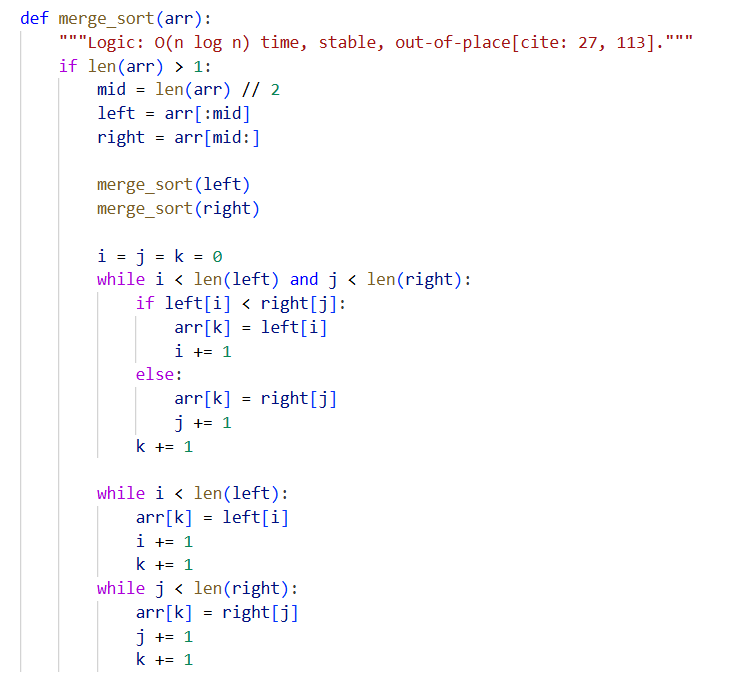 def merge_sort(arr):
    """Logic: O(n log n) time, stable, out-of-place[cite: 27, 113]."""
    if len(arr) > 1:
        mid = len(arr) // 2
        left = arr[:mid]
        right = arr[mid:]

        merge_sort(left)
        merge_sort(right)

        i = j = k = 0
        while i < len(left) and j < len(right):
            if left[i] < right[j]:
                arr[k] = left[i]
                i += 1
            else:
                arr[k] = right[j]
                j += 1
            k += 1

        while i < len(left):
            arr[k] = left[i]
            i += 1
            k += 1
        while j < len(right):
            arr[k] = right[j]
            j += 1
            k += 1